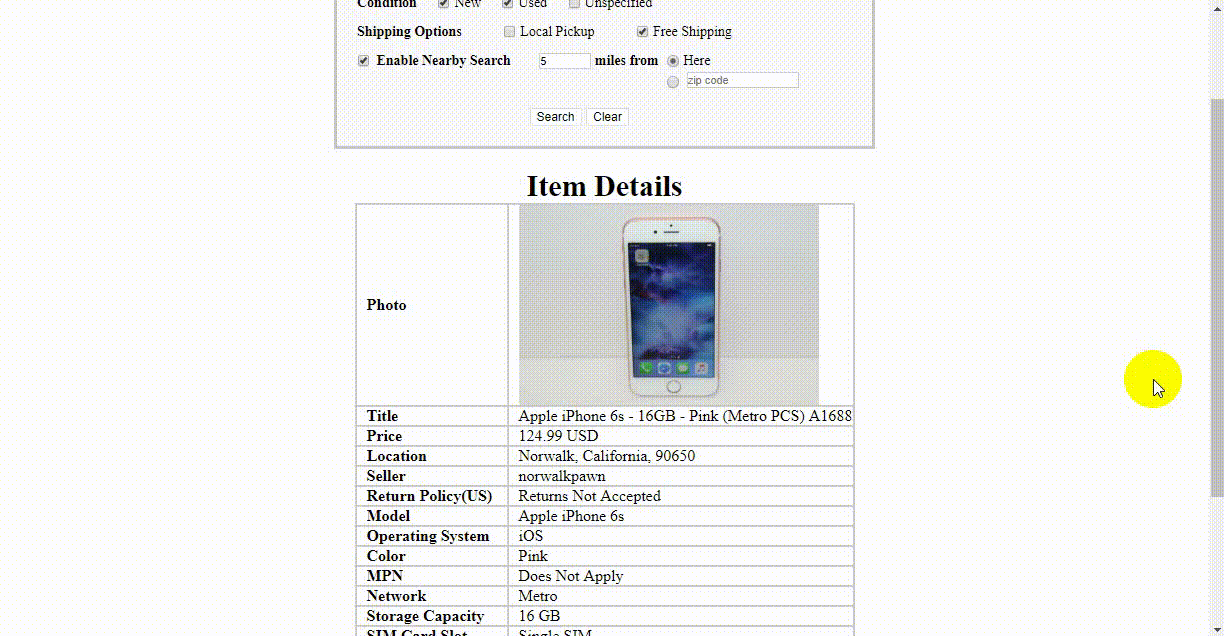 Condition New Used Unspecified
Shipping Options Local Pickup Free Shipping
Enable Nearby Search 5 miles from Here
zip code
Search Clear
Item Details
Photo
Title Apple iPhone 6s - 16GB - Pink (Metro PCS) A1688
Price 124.99 USD
Location Norwalk, California, 90650
Seller norwalkpawn
Return Policy(US) Returns Not Accepted
Model Apple iPhone 6s
Operating System iOS
Color Pink
MPN Does Not Apply
Network Metro
Storage Capacity 16 GB
SIM Card Slot Single SIM